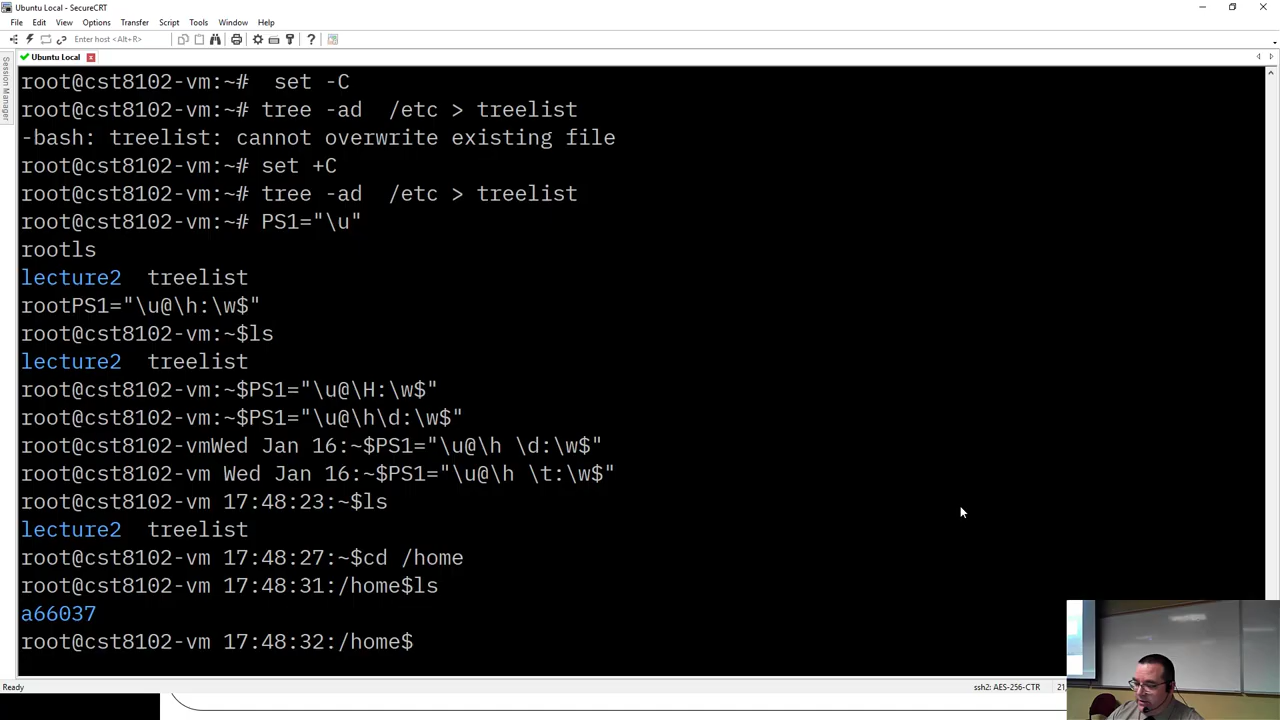 Ubuntu Local - SecureCRT
File Edit View Options Transfer Script Tools Window Help
Enter host <Alt+R>
Ubuntu Local
Session Manager
root@cst8102-vm:~#  set -C
root@cst8102-vm:~# tree -ad  /etc > treelist
-bash: treelist: cannot overwrite existing file
root@cst8102-vm:~# set +C
root@cst8102-vm:~# tree -ad  /etc > treelist
root@cst8102-vm:~# PS1="\u"
rootls
lecture2  treelist
rootPS1="\u@\h:\w$"
root@cst8102-vm:~$ls
lecture2  treelist
root@cst8102-vm:~$PS1="\u@\H:\w$"
root@cst8102-vm:~$PS1="\u@\h\d:\w$"
root@cst8102-vmWed Jan 16:~$PS1="\u@\h \d:\w$"
root@cst8102-vm Wed Jan 16:~$PS1="\u@\h \t:\w$"
root@cst8102-vm 17:48:23:~$ls
lecture2  treelist
root@cst8102-vm 17:48:27:~$cd /home
root@cst8102-vm 17:48:31:/home$ls
a66037
root@cst8102-vm 17:48:32:/home$
Ready
ssh2: AES-256-CTR
21,